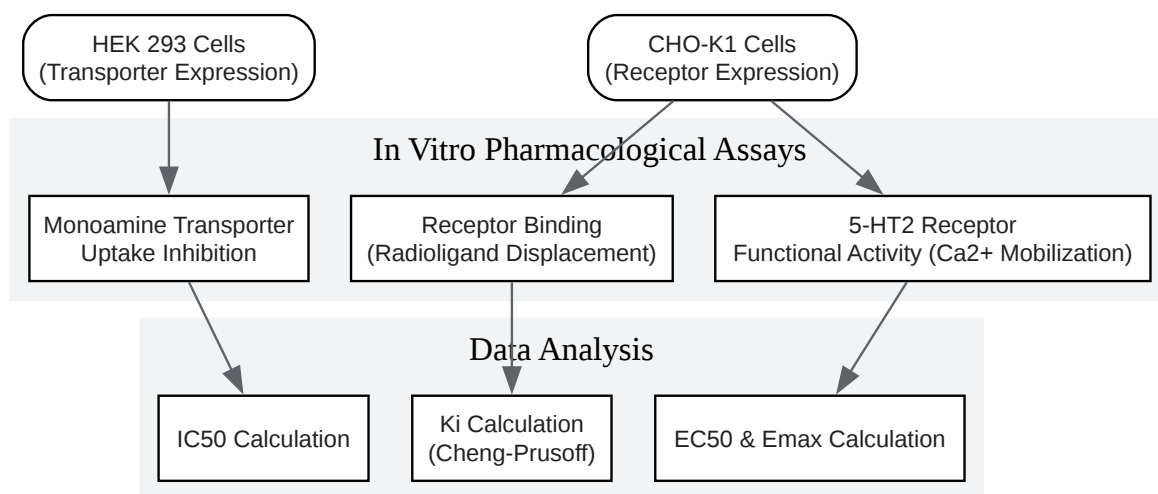 HEK 293 Cells
(Transporter Expression)
CHO-K1 Cells
(Receptor Expression)
In Vitro Pharmacological Assays
Monoamine Transporter
Uptake Inhibition
Receptor Binding
(Radioligand Displacement)
5-HT2 Receptor
Functional Activity (Ca2+ Mobilization)
Data Analysis
IC50 Calculation
Ki Calculation
(Cheng-Prusoff)
EC50 & Emax Calculation